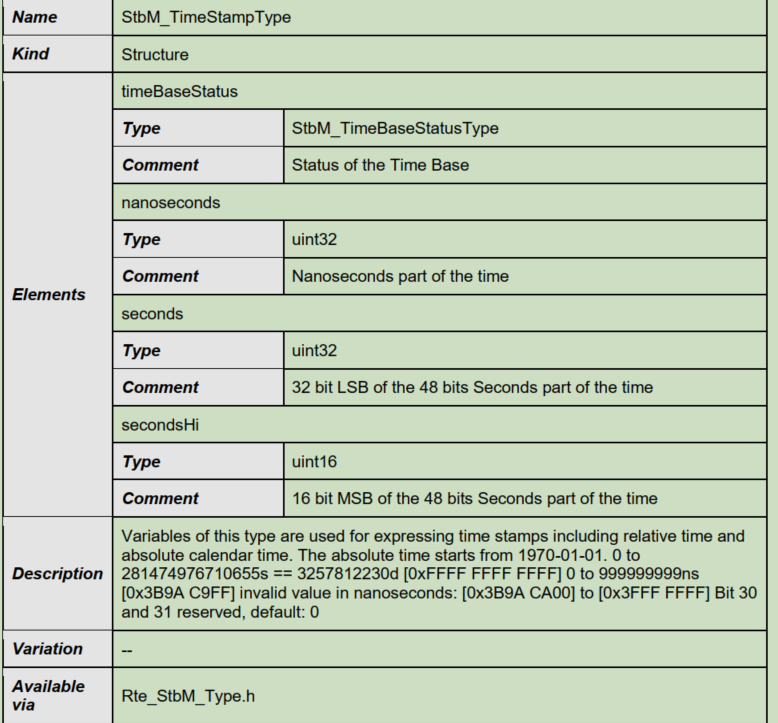 Name StbM_TimeStampType
Kind Structure
Elements
timeBaseStatus
Type StbM_TimeBaseStatusType
Comment Status of the Time Base
nanoseconds
Type uint32
Comment Nanoseconds part of the time
seconds
Type uint32
Comment 32 bit LSB of the 48 bits Seconds part of the time
secondsHi
Type uint16
Comment 16 bit MSB of the 48 bits Seconds part of the time
Description
Variables of this type are used for expressing time stamps including relative time and
absolute calendar time. The absolute time starts from 1970-01-01. 0 to
281474976710655s == 3257812230d [0xFFFF FFFF FFFF] 0 to 999999999ns
[0x3B9A C9FF] invalid value in nanoseconds: [0x3B9A CA00] to [0x3FFF FFFF] Bit 30
and 31 reserved, default: 0
Variation --
Available
via
Rte_StbM_Type.h